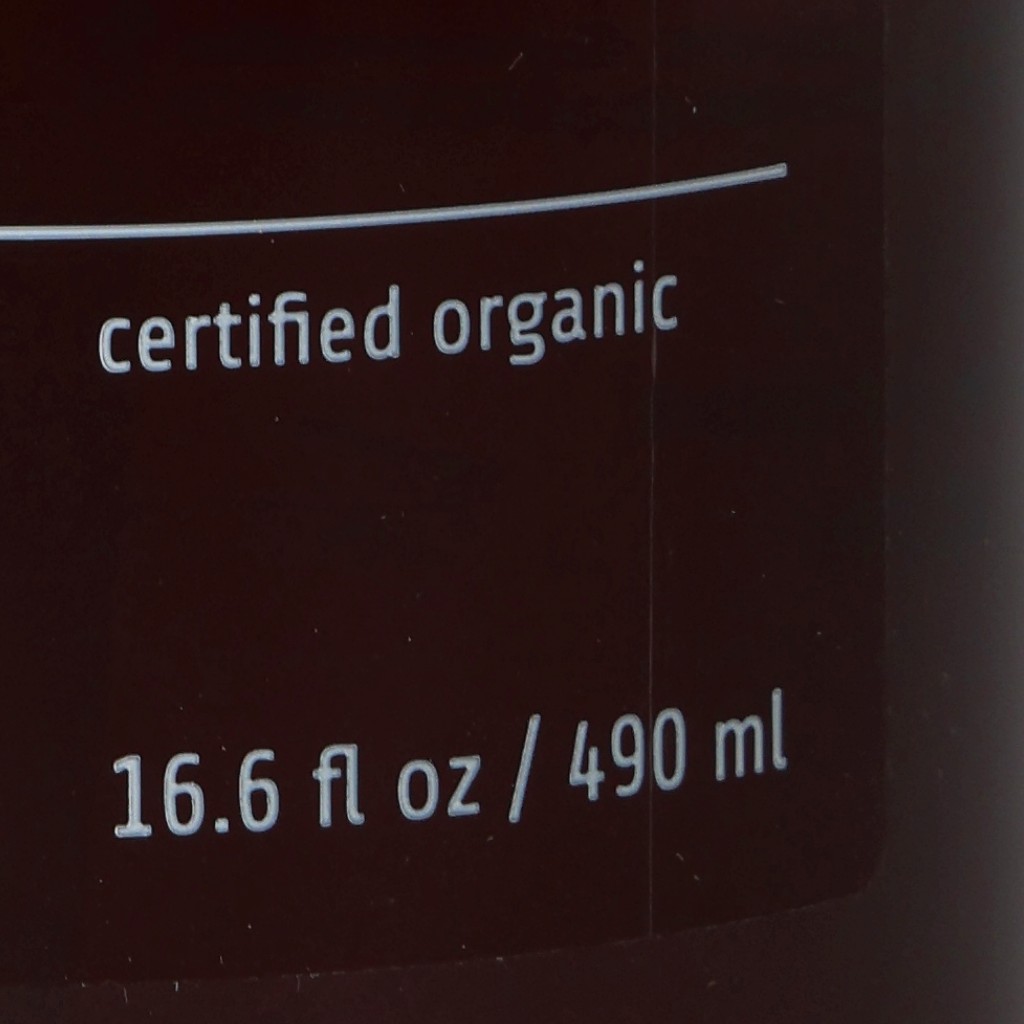 certified organic
16.6 fl oz / 490 ml